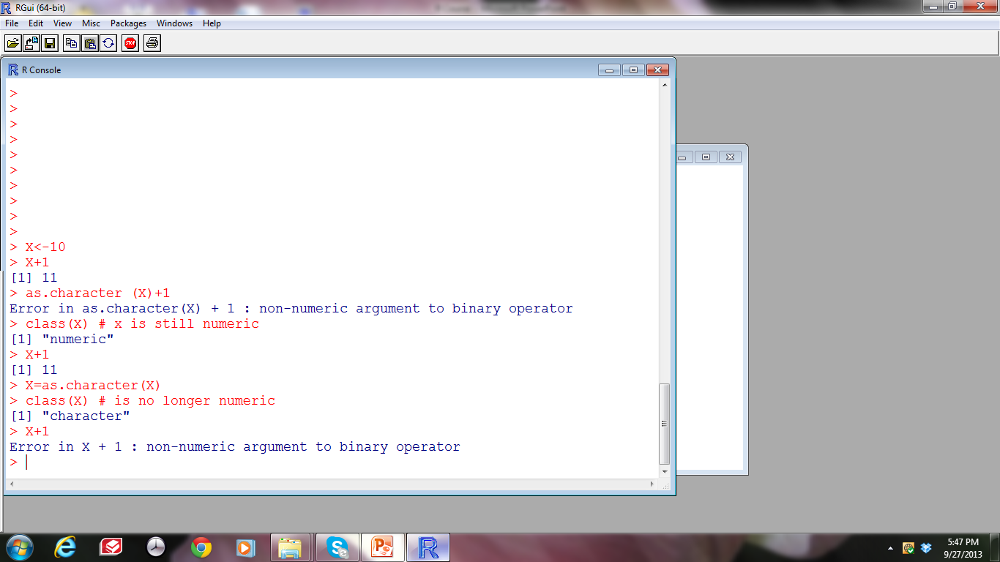 RGui (64-bit)
File Edit View Misc Packages Windows Help
STOP
R Console
>
>
>
>
>
>
>
>
>
>
> X<-10
> X+1
[1] 11
> as.character (X)+1
Error in as.character(X) + 1 : non-numeric argument to binary operator
> class(X) # x is still numeric
[1] "numeric"
> X+1
[1] 11
> X=as.character(X)
> class(X) # is no longer numeric
[1] "character"
> X+1
Error in X + 1 : non-numeric argument to binary operator
>
5:47 PM
9/27/2013